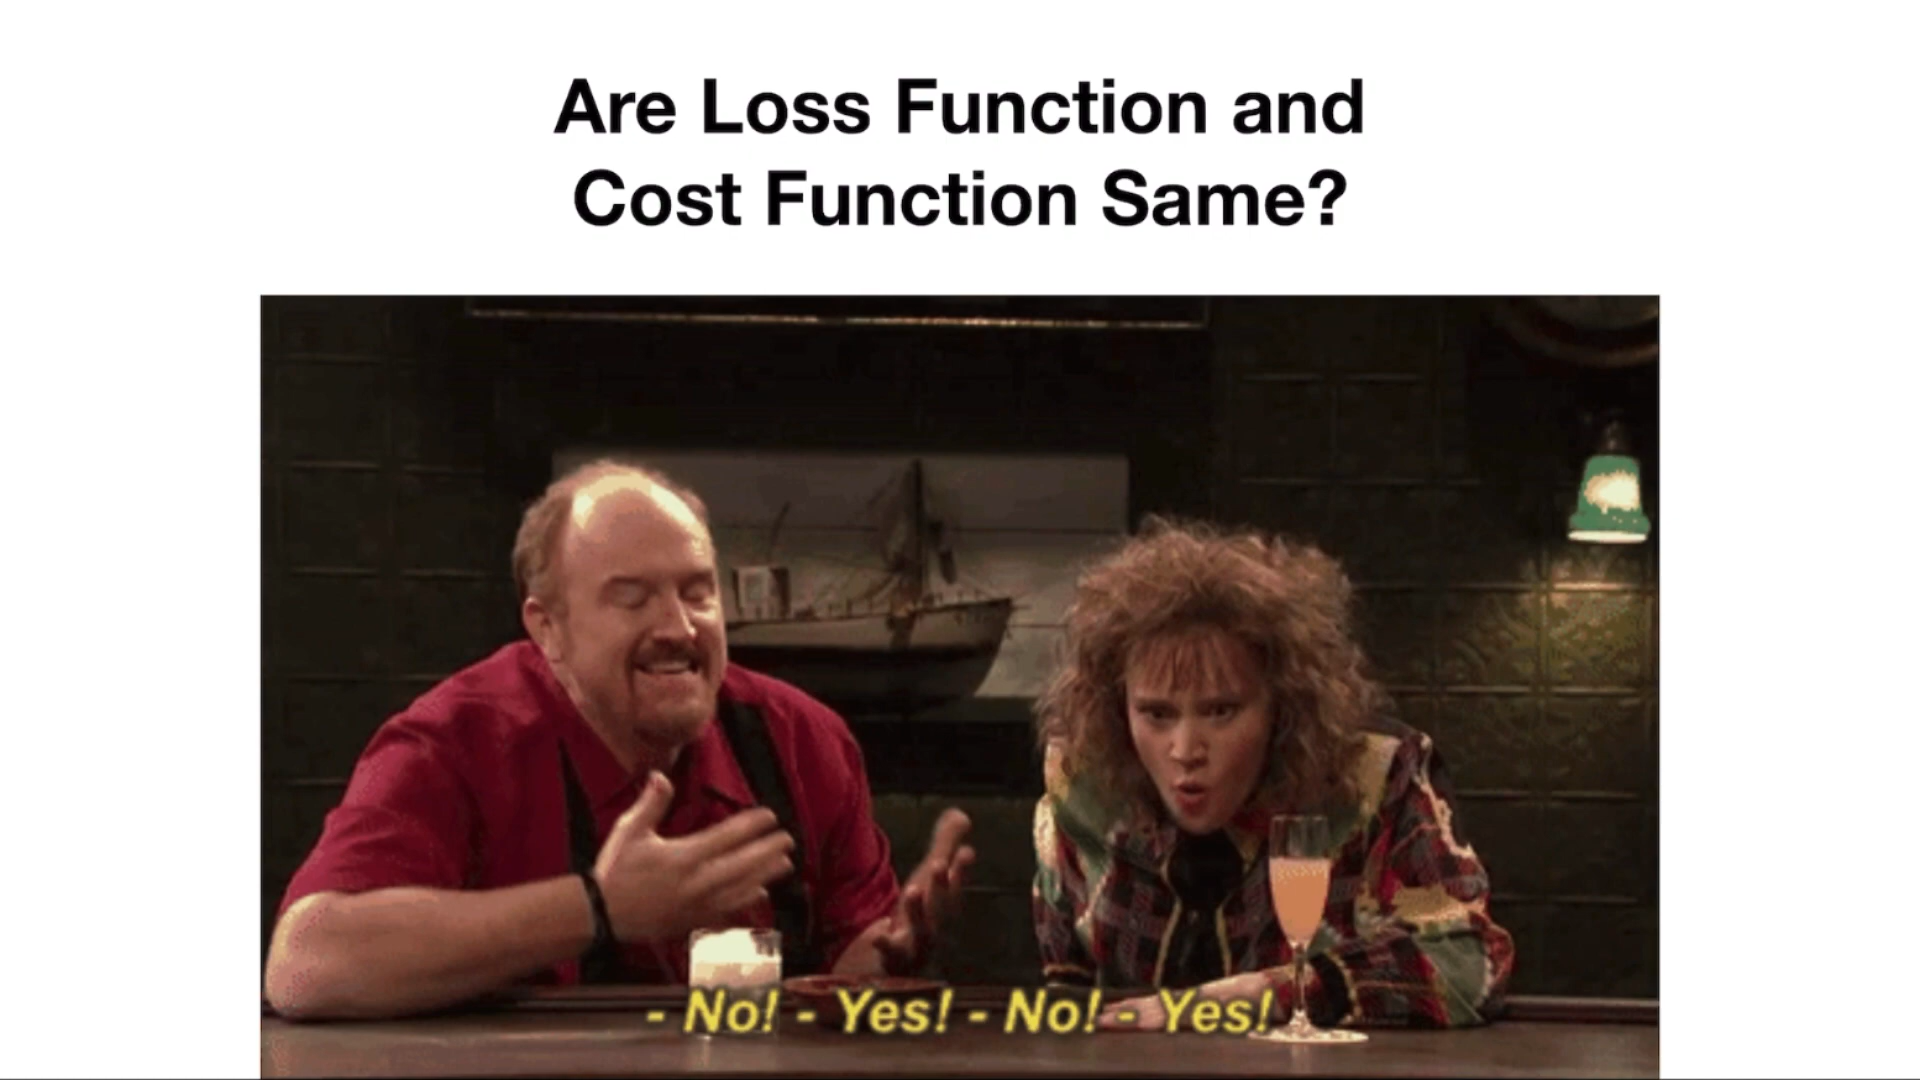 Are Loss Function and
Cost Function Same?
- No! - Yes! - No! - Yes!